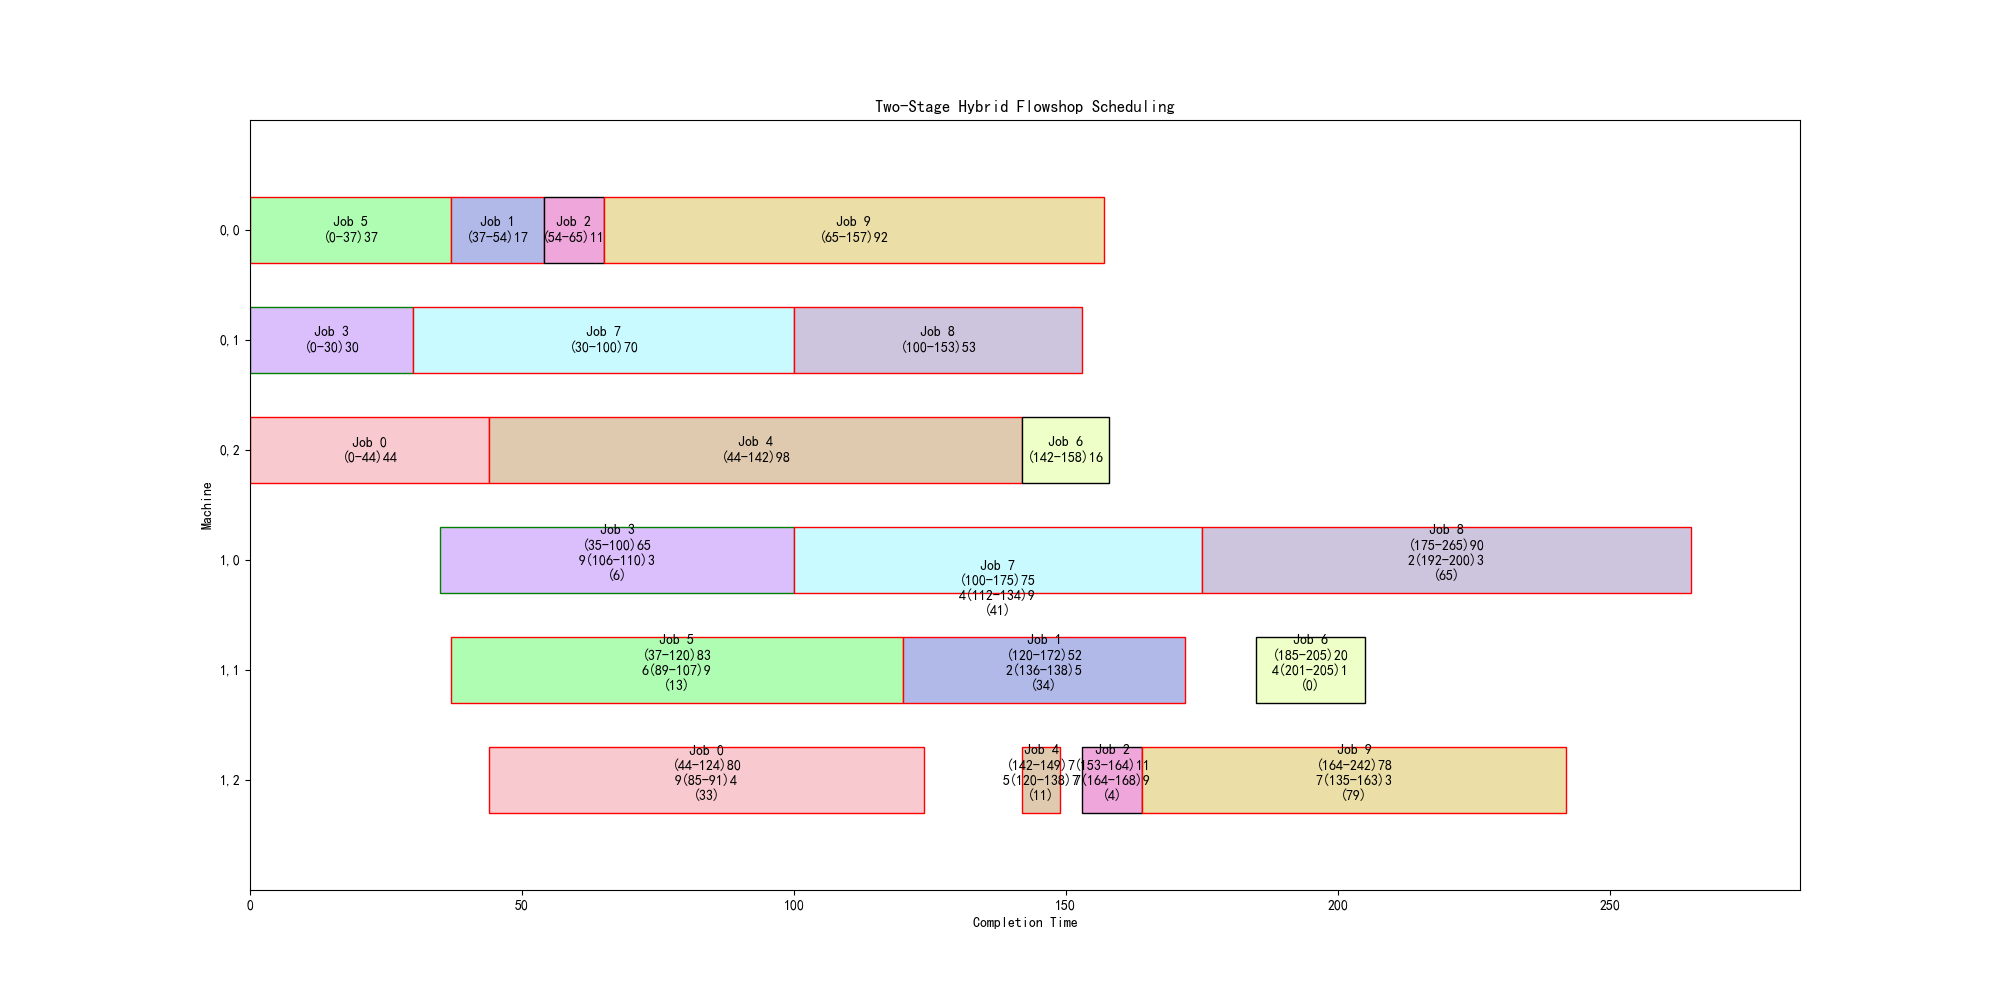 Two-Stage Hybrid Flowshop Scheduling
0,0
Job 5
(0-37)37
Job 1
(37-54)17
Job 2
(54-65)11
Job 9
(65-157)92
0,1
Job 3
(0-30)30
Job 7
(30-100)70
Job 8
(100-153)53
0,2
Job 0
(0-44)44
Job 4
(44-142)98
Job 6
(142-158)16
Machine
1,0
Job 3
(35-100)65
9(106-110)3
(6)
Job 7
(100-175)75
4(112-134)9
(41)
Job 8
(175-265)90
2(192-200)3
(65)
1,1
Job 5
(37-120)83
6(89-107)9
(13)
Job 1
(120-172)52
2(136-138)5
(34)
Job 6
(185-205)20
4(201-205)1
(0)
1,2
Job 0
(44-124)80
9(85-91)4
(33)
Job 4
(142-149)7
5(120-138)7
(11)
Job 2
(153-164)11
7(164-168)9
(4)
Job 9
(164-242)78
7(135-163)3
(79)
0
50
100
150
200
250
Completion Time